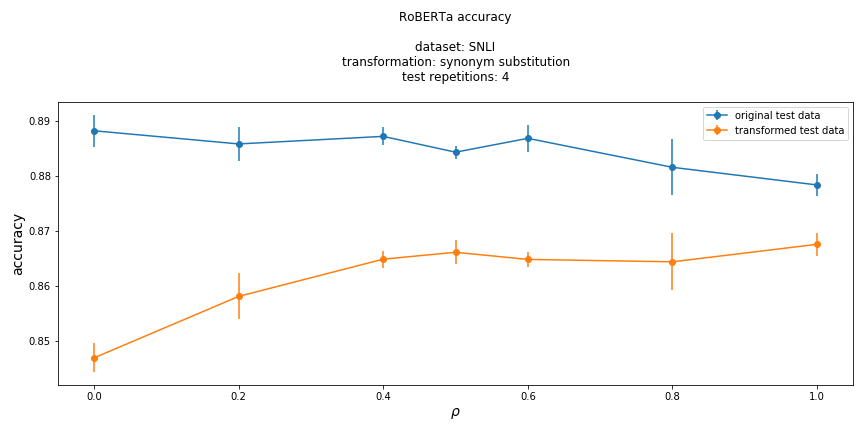 RoBERTa accuracy
dataset: SNLI
transformation: synonym substitution
test repetitions: 4
original test data
transformed test data
accuracy
0.89
0.88
0.87
0.86
0.85
0.0 0.2 0.4 0.6 0.8 1.0
ρ